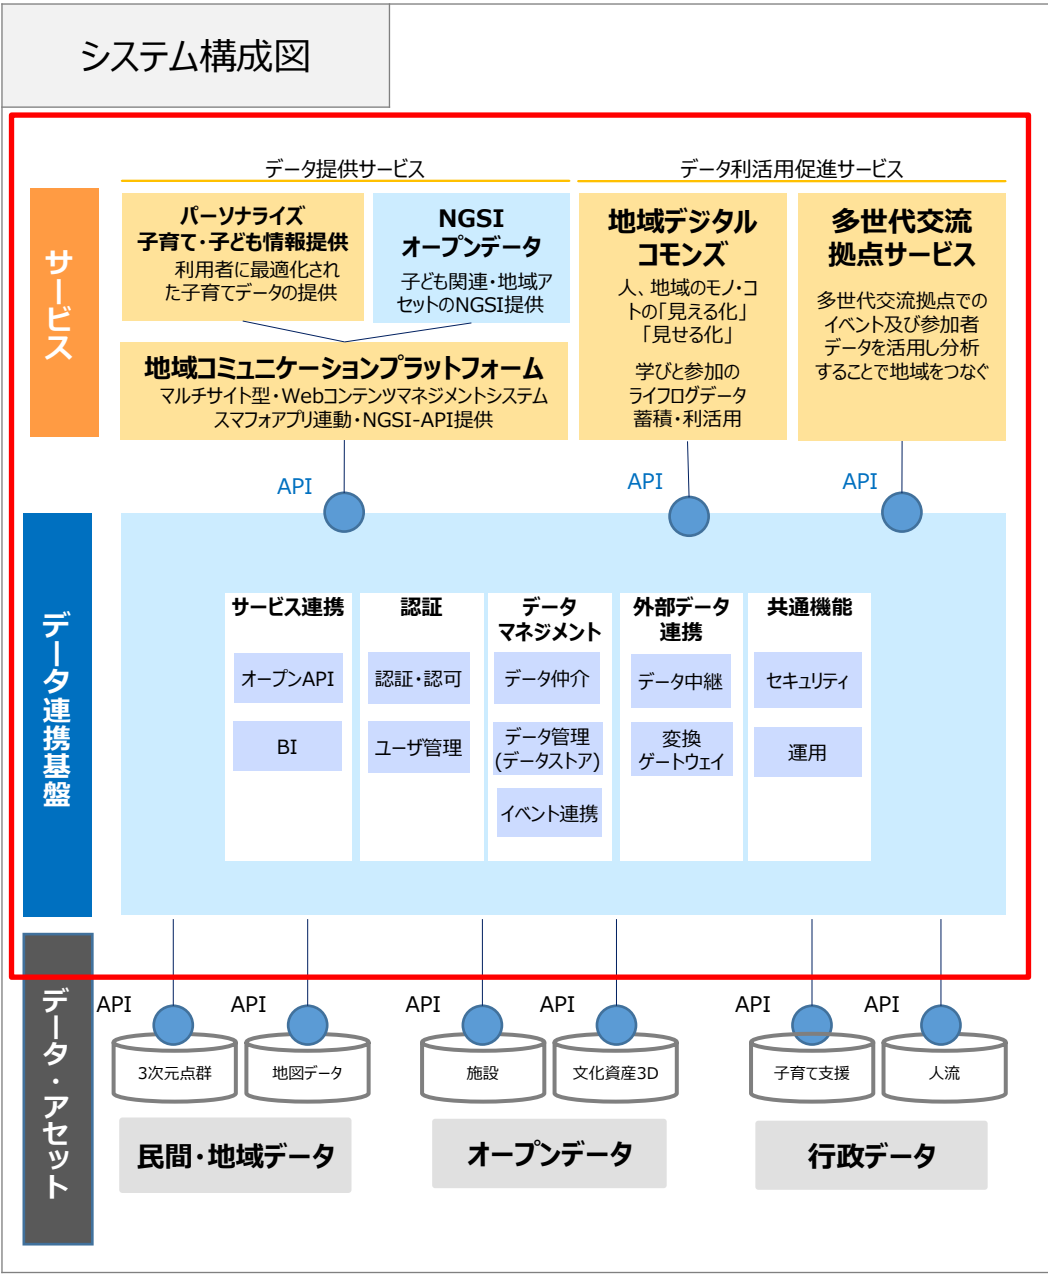 システム構成図
データ提供サービス
データ利活用促進サービス
サービス
パーソナライズ
子育て・子ども情報提供
利用者に最適化され
た子育てデータの提供
NGSI
オープンデータ
子ども関連・地域ア
セットのNGSI提供
地域コミュニケーションプラットフォーム
マルチサイト型・Webコンテンツマネジメントシステム
スマフォアプリ連動・NGSI-API提供
地域デジタル
コモンズ
人、地域のモノ・コ
トの「見える化」
「見せる化」
学びと参加の
ライフログデータ
蓄積・利活用
多世代交流
拠点サービス
多世代交流拠点での
イベント及び参加者
データを活用し分析
することで地域をつなぐ
API
API
API
データ連携基盤
サービス連携
オープンAPI
BI
認証
認証・認可
ユーザ管理
データ
マネジメント
データ仲介
データ管理
(データストア)
イベント連携
外部データ
連携
データ中継
変換
ゲートウェイ
共通機能
セキュリティ
運用
データ・アセット
API
API
API
API
API
API
3次元点群
地図データ
施設
文化資産3D
子育て支援
人流
民間・地域データ
オープンデータ
行政データ